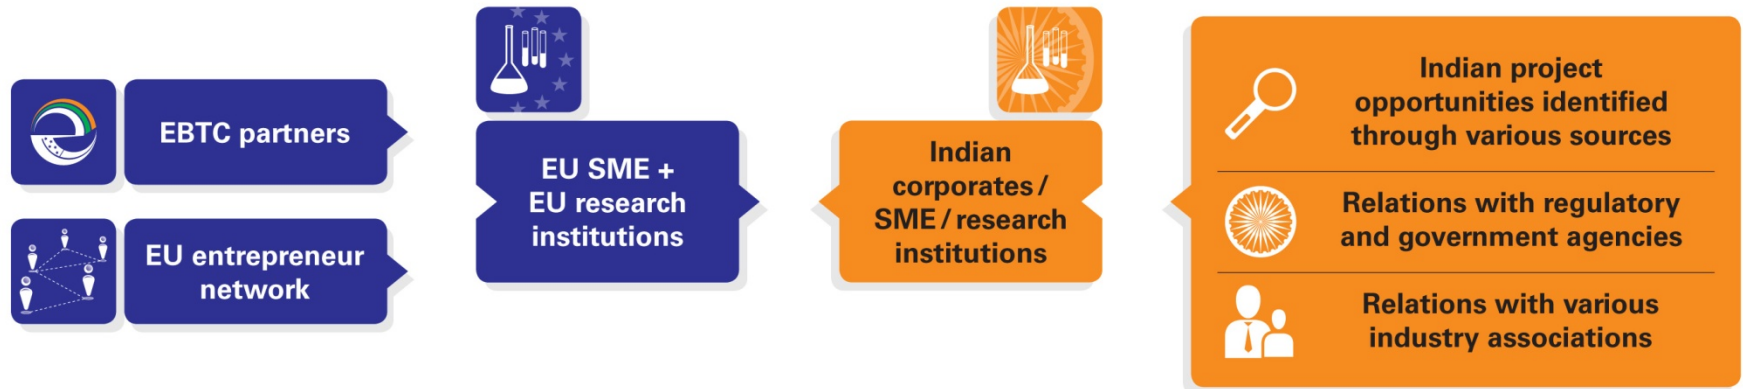 EBTC partners
EU entrepreneur
network
EU SME +
EU research
institutions
Indian
corporates /
SME / research
institutions
Indian project
opportunities identified
through various sources
Relations with regulatory
and government agencies
Relations with various
industry associations